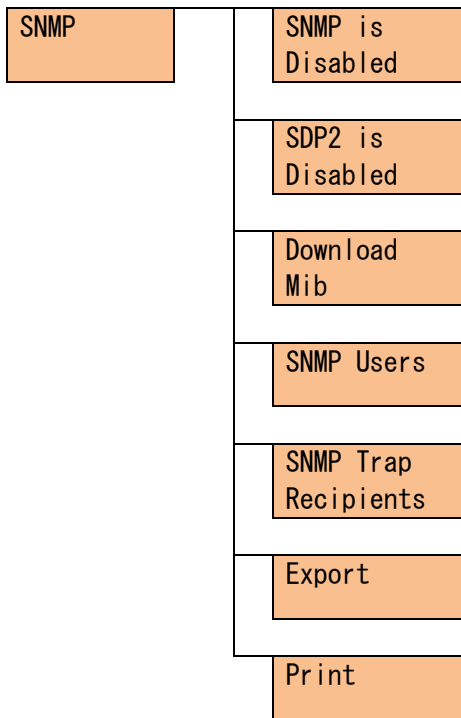 SNMP
SNMP is
Disabled
SDP2 is
Disabled
Download
Mib
SNMP Users
SNMP Trap
Recipients
Export
Print